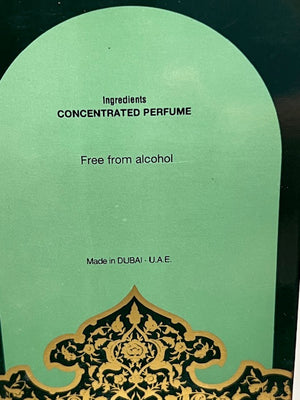 Ingredients
CONCENTRATED PERFUME
Free from alcohol
Made in DUBAI - U.A.E.